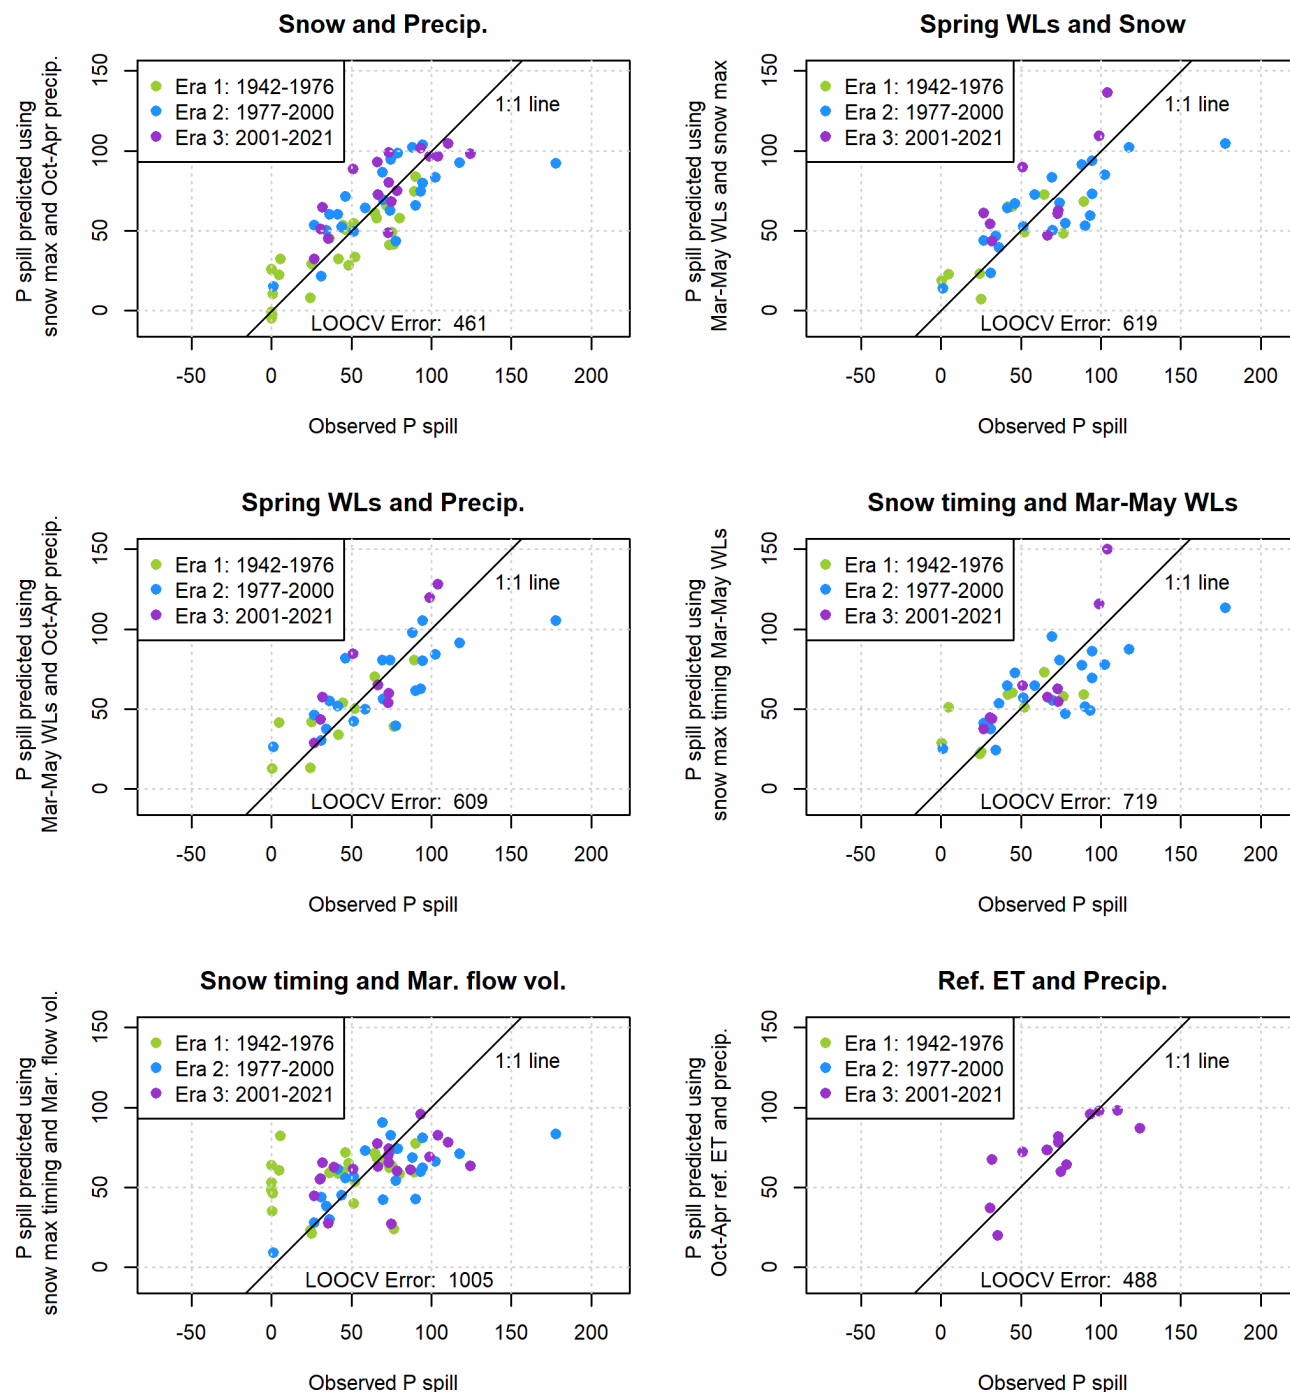 Snow and Precip.
P spill predicted using
snow max and Oct-Apr precip.
150
100
50
0
Era 1: 1942-1976
Era 2: 1977-2000
Era 3: 2001-2021
1:1 line
LOOCV Error: 461
-50 0 50 100 150 200
Observed P spill
Spring WLs and Snow
P spill predicted using
Mar-May WLs and snow max
150
100
50
0
Era 1: 1942-1976
Era 2: 1977-2000
Era 3: 2001-2021
1:1 line
LOOCV Error: 619
-50 0 50 100 150 200
Observed P spill
Spring WLs and Precip.
P spill predicted using
Mar-May WLs and Oct-Apr precip.
150
100
50
0
Era 1: 1942-1976
Era 2: 1977-2000
Era 3: 2001-2021
1:1 line
LOOCV Error: 609
-50 0 50 100 150 200
Observed P spill
Snow timing and Mar-May WLs
P spill predicted using
snow max timing Mar-May WLs
150
100
50
0
Era 1: 1942-1976
Era 2: 1977-2000
Era 3: 2001-2021
1:1 line
LOOCV Error: 719
-50 0 50 100 150 200
Observed P spill
Snow timing and Mar. flow vol.
P spill predicted using
snow max timing and Mar. flow vol.
150
100
50
0
Era 1: 1942-1976
Era 2: 1977-2000
Era 3: 2001-2021
1:1 line
LOOCV Error: 1005
-50 0 50 100 150 200
Observed P spill
Ref. ET and Precip.
P spill predicted using
Oct-Apr ref. ET and precip.
150
100
50
0
Era 1: 1942-1976
Era 2: 1977-2000
Era 3: 2001-2021
1:1 line
LOOCV Error: 488
-50 0 50 100 150 200
Observed P spill